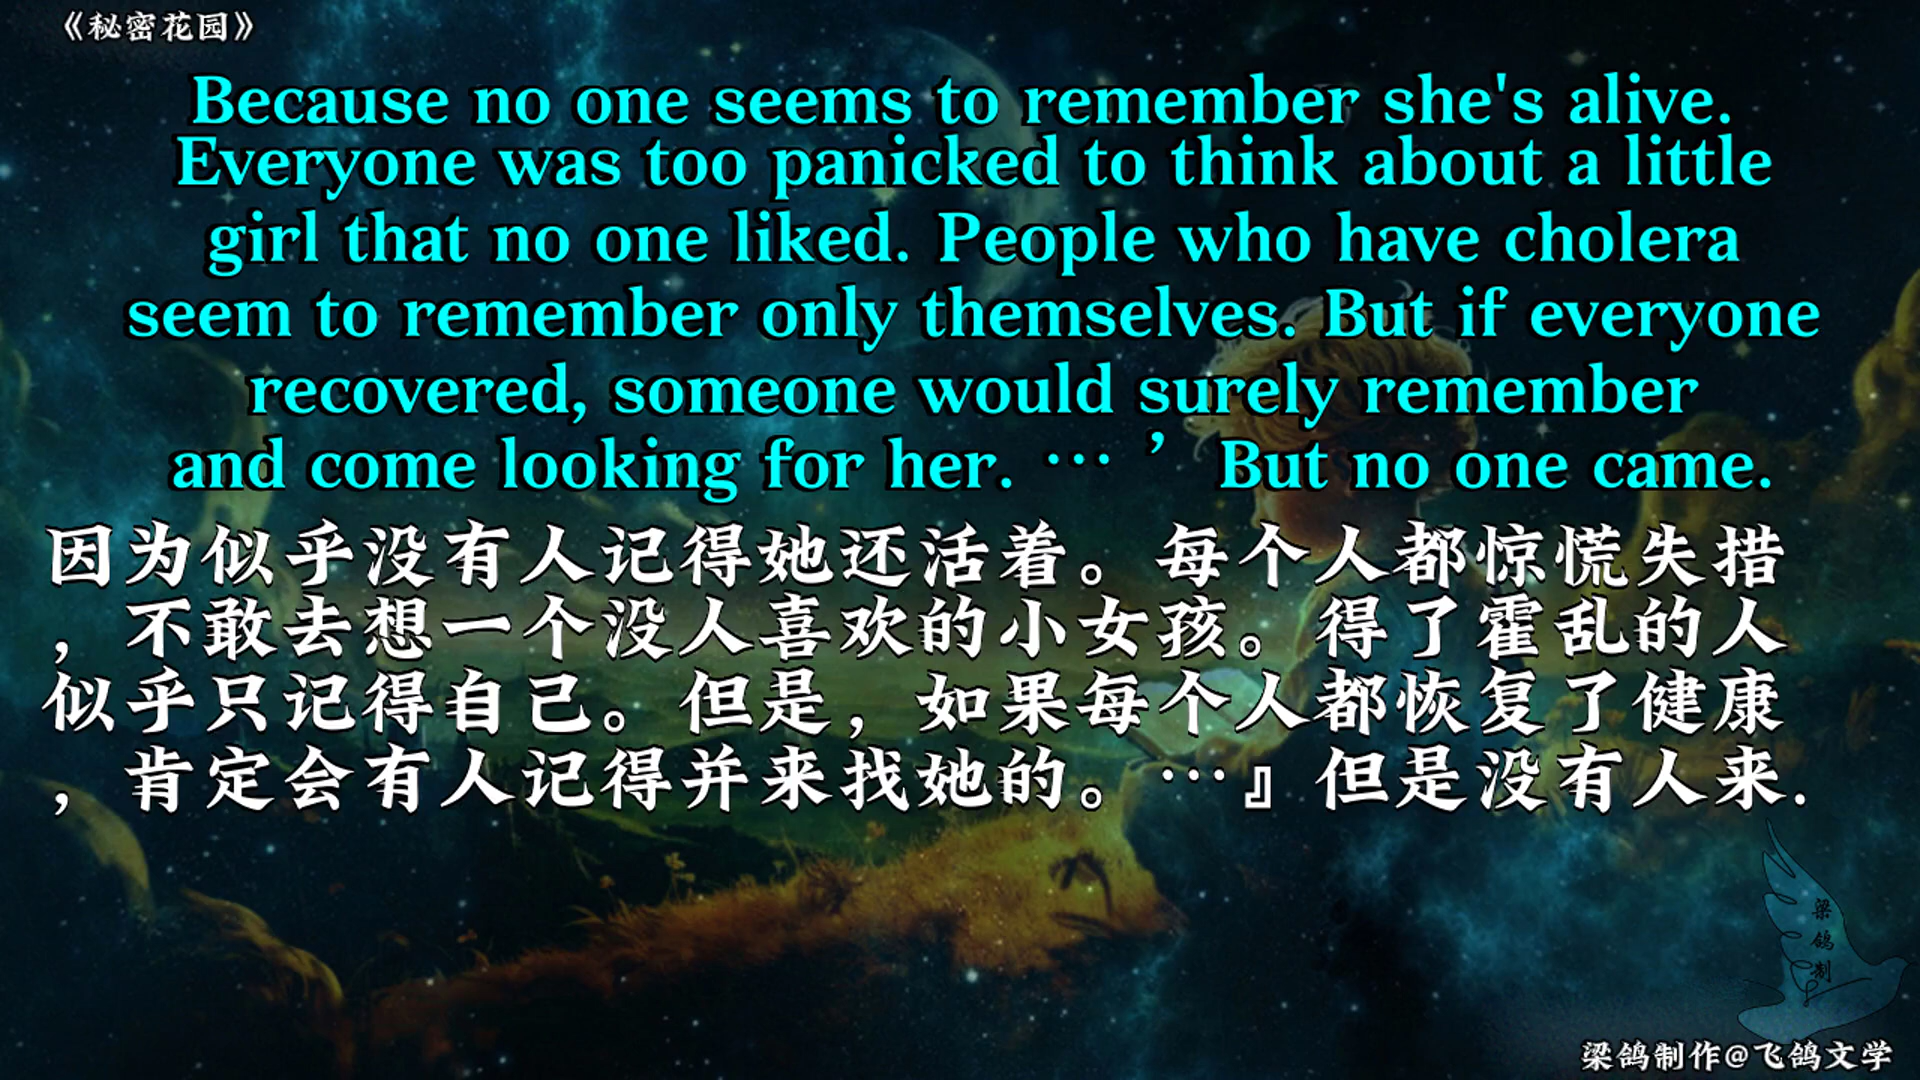 《秘密花园》
Because no one seems to remember she's alive.
Everyone was too panicked to think about a little
girl that no one liked. People who have cholera
seem to remember only themselves. But if everyone
recovered, someone would surely remember
and come looking for her. … ’ But no one came.
因为似乎没有人记得她还活着。每个人都惊慌失措
，不敢去想一个没人喜欢的小女孩。得了霍乱的人
似乎只记得自己。但是，如果每个人都恢复了健康
，肯定会有人记得并来找她的。…』但是没有人来.
梁鸽制
梁鸽制作@飞鸽文学